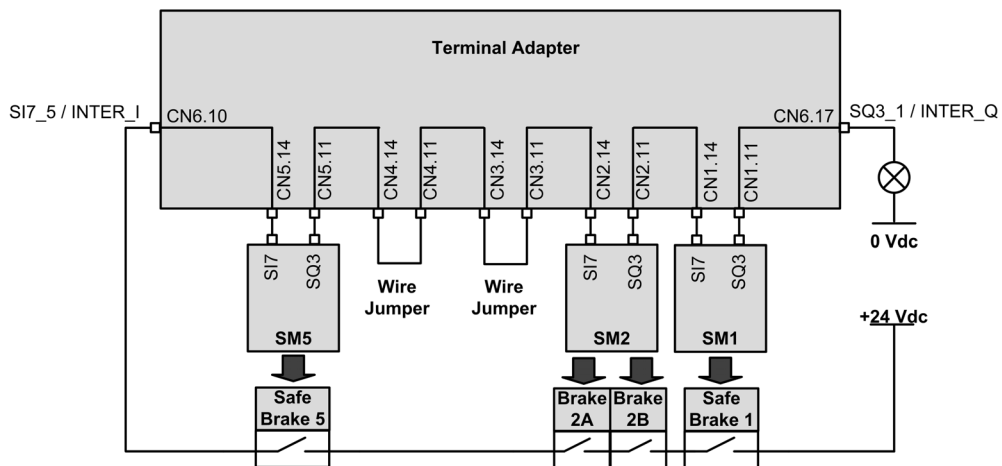 Terminal Adapter
SI7_5 / INTER_I
CN6.10
CN6.17
SQ3_1 / INTER_Q
CN5.14
CN5.11
CN4.14
CN4.11
CN3.14
CN3.11
CN2.14
CN2.11
CN1.14
CN1.11
0 Vdc
SI7
SQ3
SM5
Wire
Jumper
Wire
Jumper
SI7
SQ3
SM2
SI7
SQ3
SM1
+24 Vdc
Safe
Brake 5
Brake
2A
Brake
2B
Safe
Brake 1